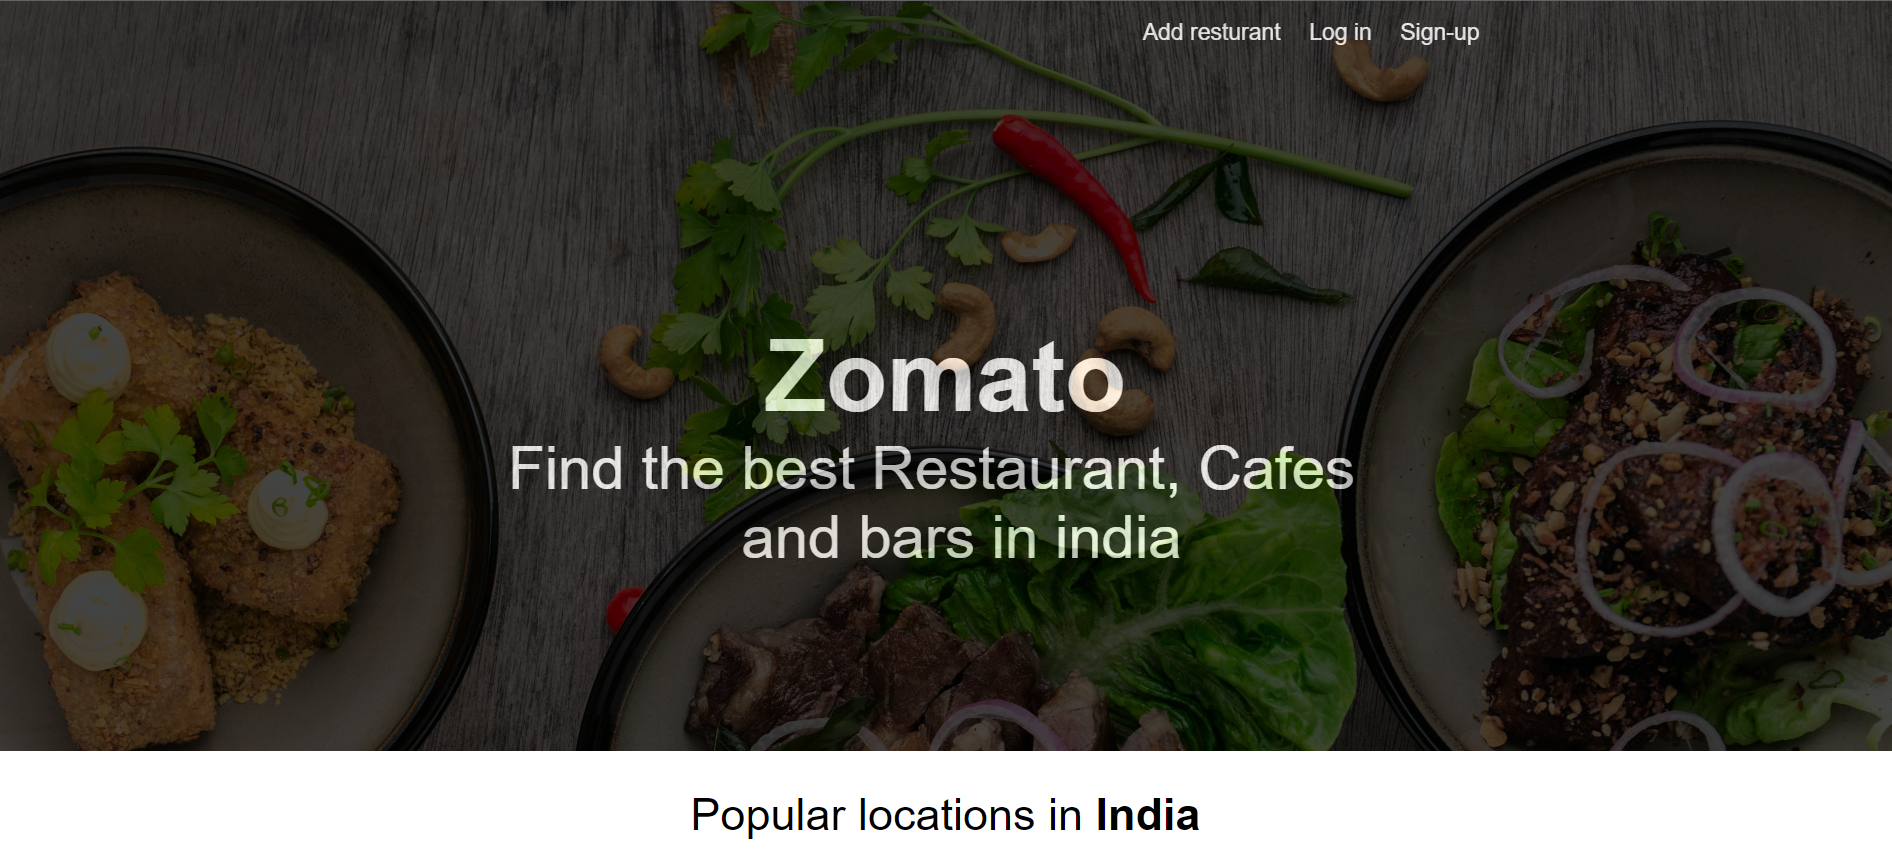 Add resturant Log in Sign-up
Zomato
Find the best Restaurant, Cafes
and bars in india
Popular locations in India